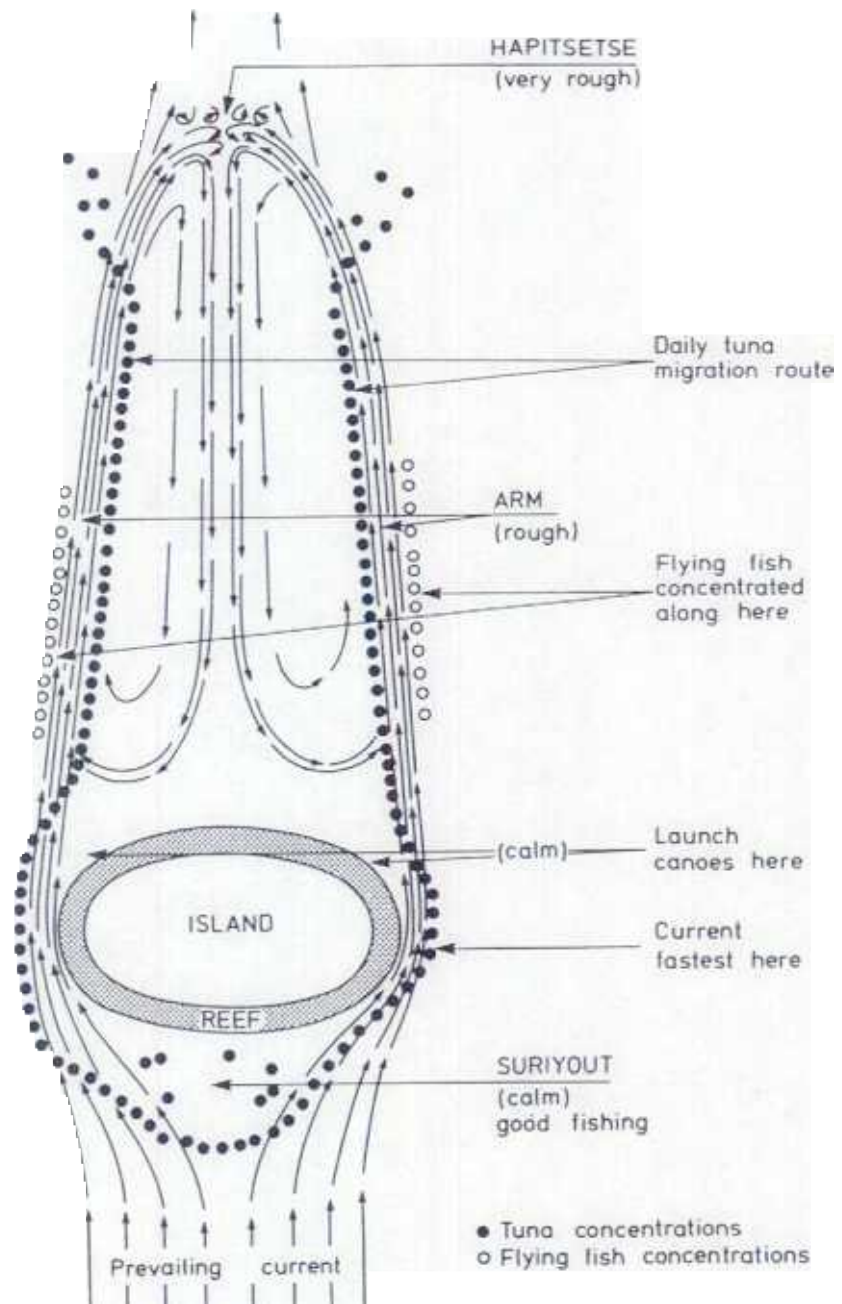 HAPITSETSE
(very rough)
Daily tuna
migration route
ARM
(rough)
Flying fish
concentrated
along here
(calm)
Launch
canoes here
ISLAND
Current
fastest here
REEF
SURIYOUT
(calm)
good fishing
Tuna concentrations
Flying fish concentrations
Prevailing current